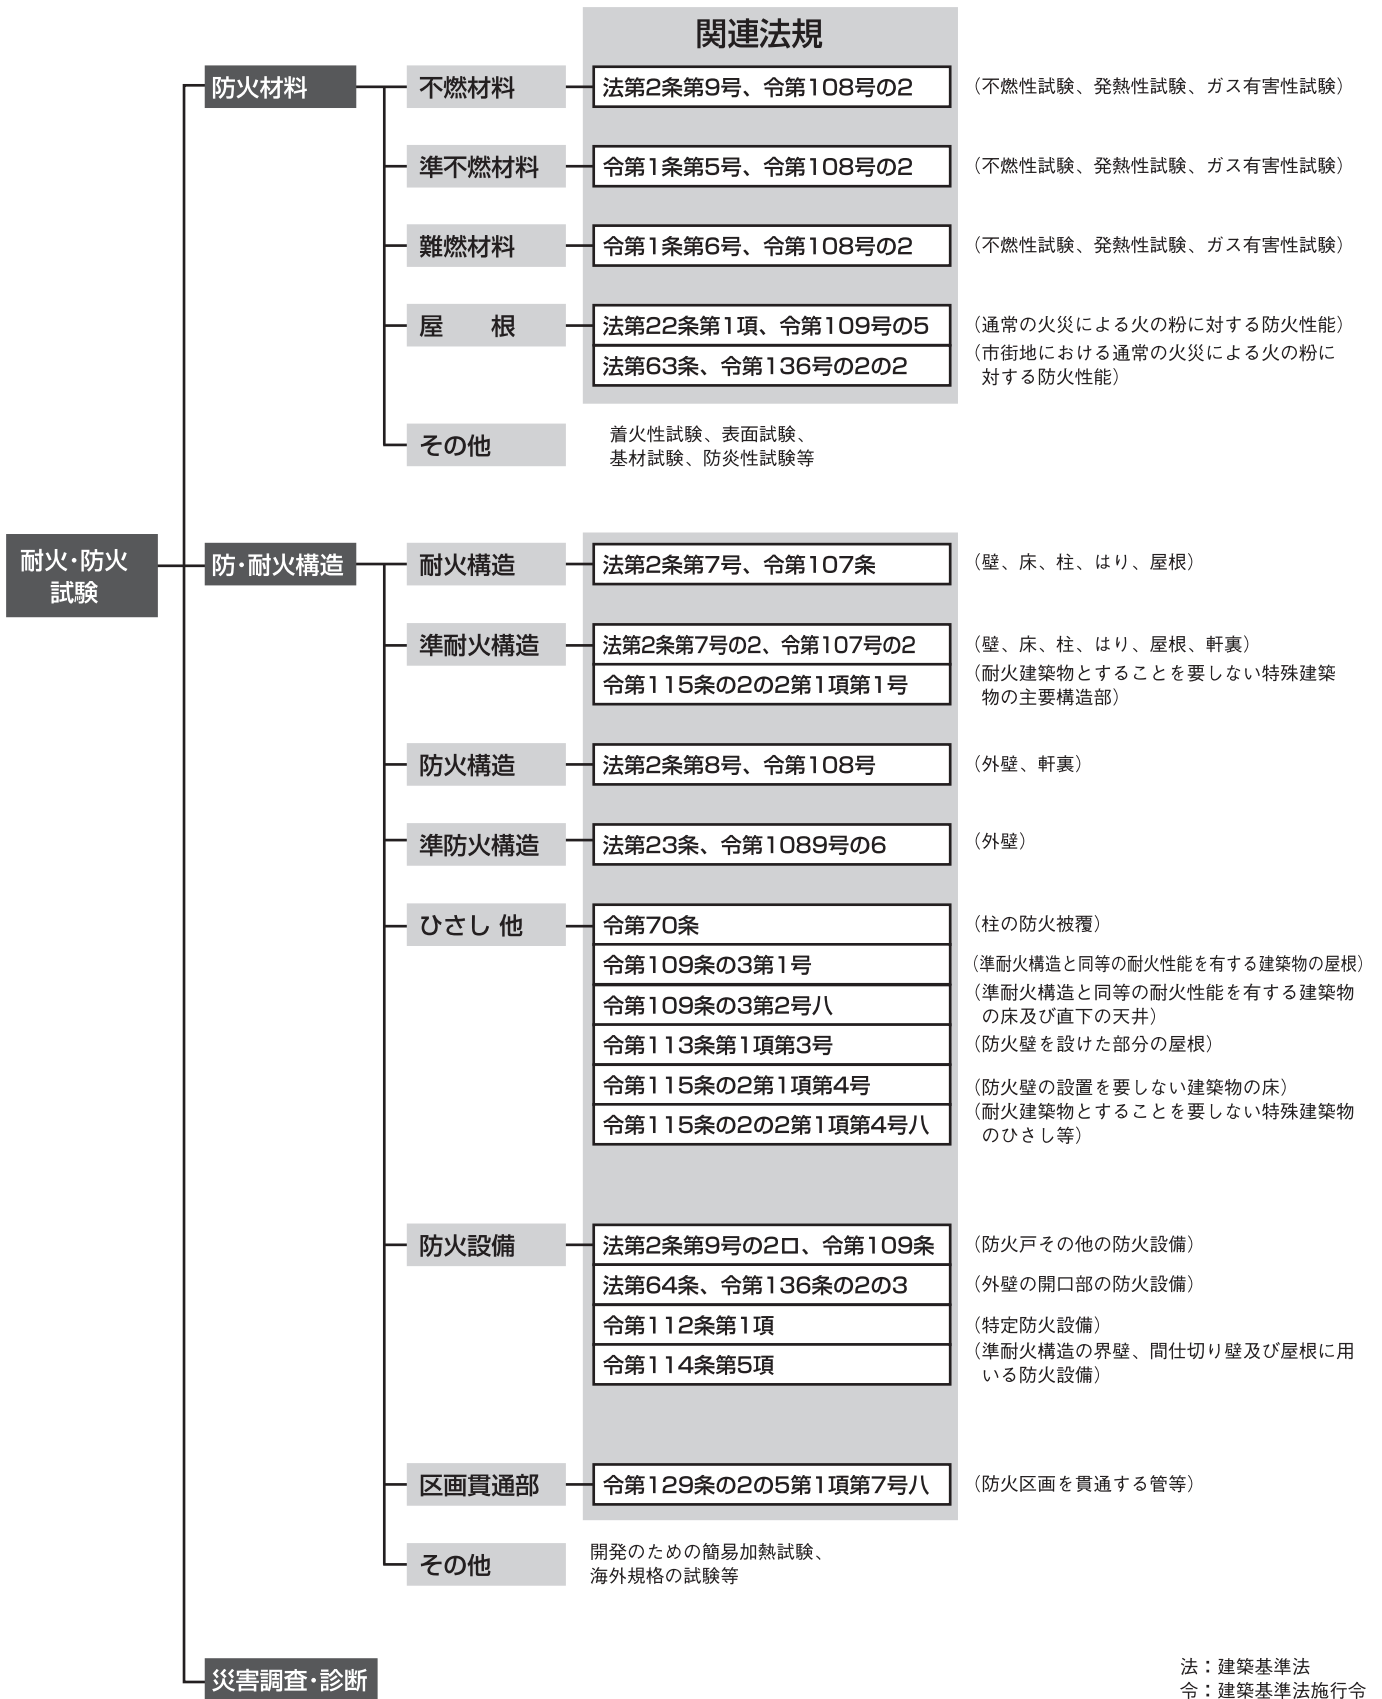 関連法規
防火材料
不燃材料
法第2条第9号、令第108号の2
（不燃性試験、発熱性試験、ガス有害性試験）
準不燃材料
令第1条第5号、令第108号の2
（不燃性試験、発熱性試験、ガス有害性試験）
難燃材料
令第1条第6号、令第108号の2
（不燃性試験、発熱性試験、ガス有害性試験）
屋　　根
法第22条第1項、令第109号の5
（通常の火災による火の粉に対する防火性能）
法第63条、令第136号の2の2
（市街地における通常の火災による火の粉に
対する防火性能）
その他
着火性試験、表面試験、
基材試験、防炎性試験等
耐火・防火
試験
防・耐火構造
耐火構造
法第2条第7号、令第107条
（壁、床、柱、はり、屋根）
準耐火構造
法第2条第7号の2、令第107号の2
（壁、床、柱、はり、屋根、軒裏）
令第115条の2の2第1項第1号
（耐火建築物とすることを要しない特殊建築
物の主要構造部）
防火構造
法第2条第8号、令第108号
（外壁、軒裏）
準防火構造
法第23条、令第1089号の6
（外壁）
ひさし 他
令第70条
（柱の防火被覆）
令第109条の3第1号
（準耐火構造と同等の耐火性能を有する建築物の屋根）
令第109条の3第2号八
（準耐火構造と同等の耐火性能を有する建築物
の床及び直下の天井）
令第113条第1項第3号
（防火壁を設けた部分の屋根）
令第115条の2第1項第4号
（防火壁の設置を要しない建築物の床）
令第115条の2の2第1項第4号八
（耐火建築物とすることを要しない特殊建築物
のひさし等）
防火設備
法第2条第9号の2ロ、令第109条
（防火戸その他の防火設備）
法第64条、令第136条の2の3
（外壁の開口部の防火設備）
令第112条第1項
（特定防火設備）
令第114条第5項
（準耐火構造の界壁、間仕切り壁及び屋根に用
いる防火設備）
区画貫通部
令第129条の2の5第1項第7号八
（防火区画を貫通する管等）
その他
開発のための簡易加熱試験、
海外規格の試験等
災害調査・診断
法：建築基準法
令：建築基準法施行令